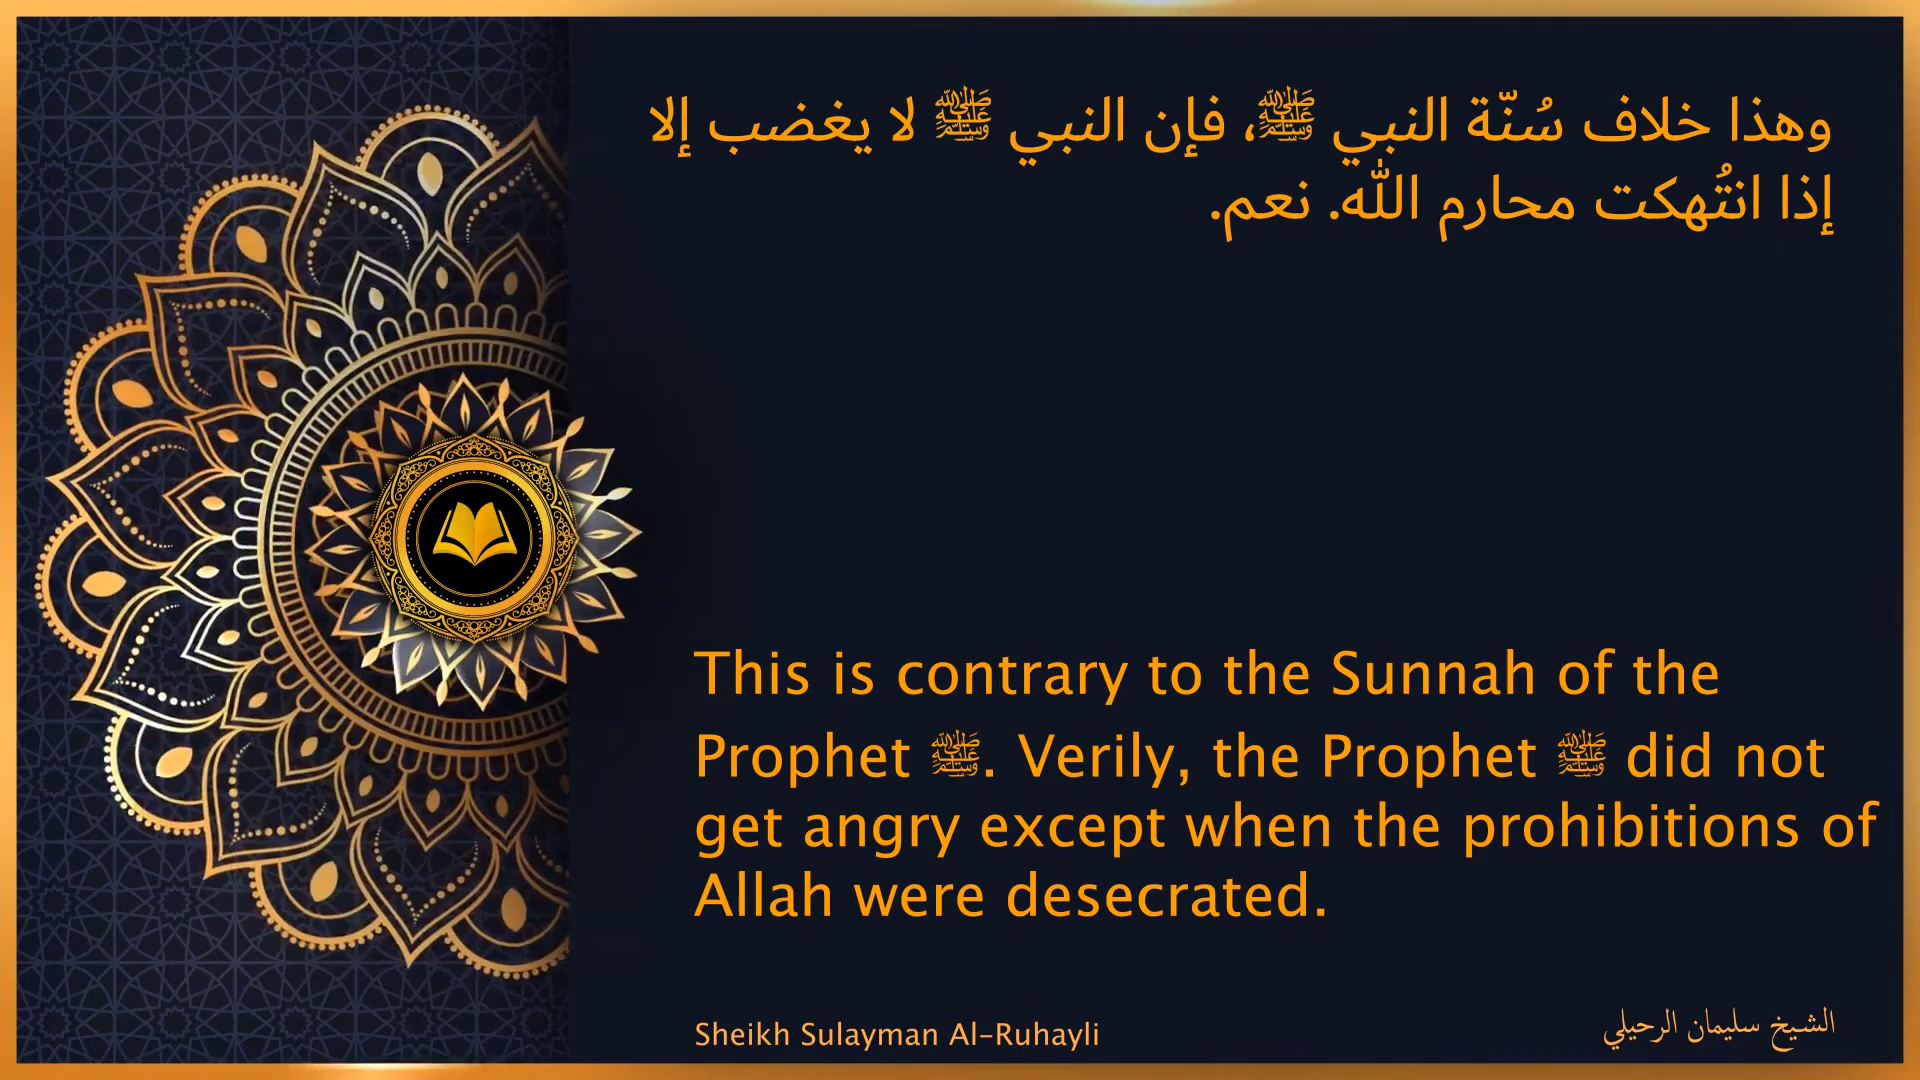 وهذا خلاف سُنّة النبي ﷺ، فإن النبي ﷺ لا يغضب إلا
إذا انتُهكت محارم الله. نعم.
This is contrary to the Sunnah of the
Prophet ﷺ. Verily, the Prophet ﷺ did not
get angry except when the prohibitions of
Allah were desecrated.
Sheikh Sulayman Al-Ruhayli
الشيخ سليمان الرحيلي